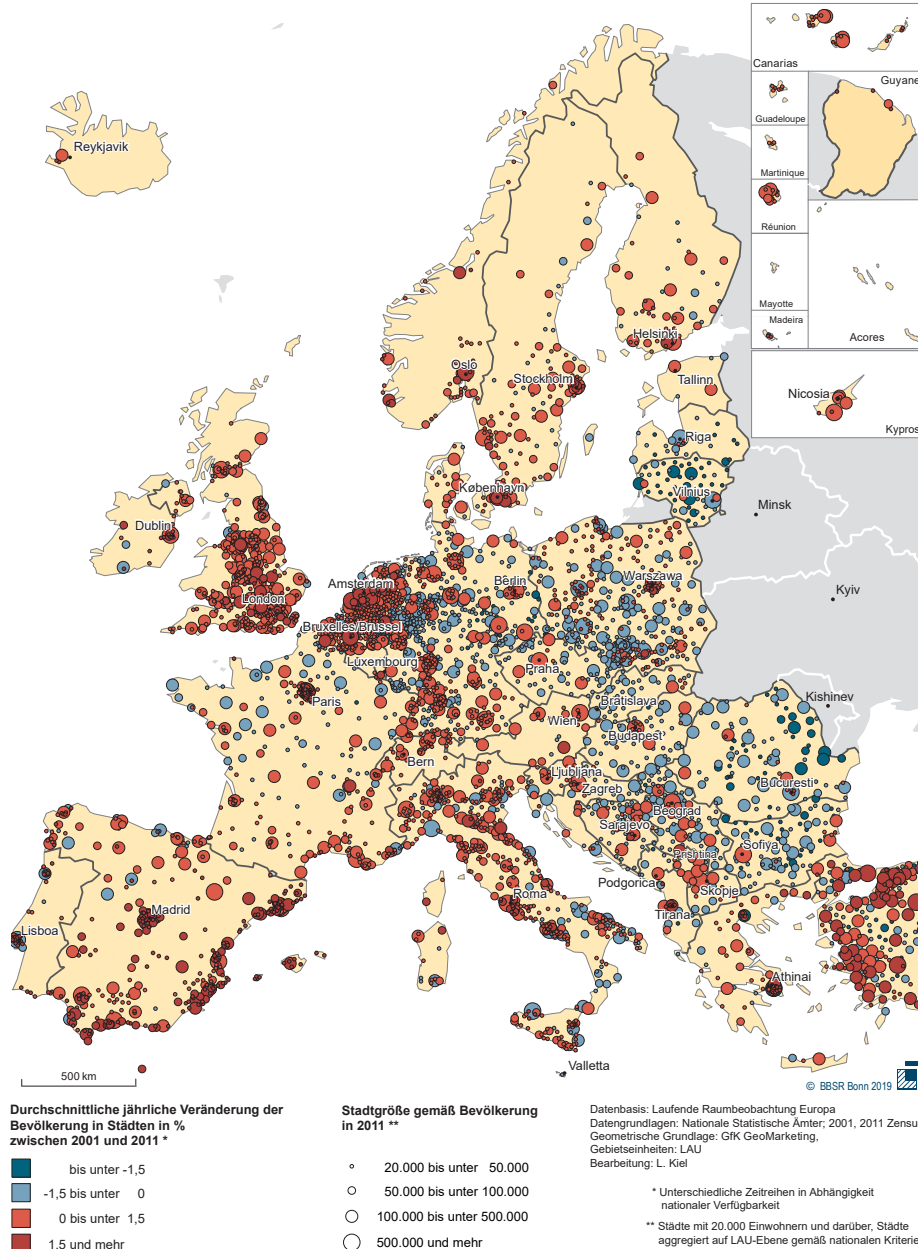 Canarias
Guyane
Guadeloupe
Martinique
Réunion
Mayotte
Madeira
Acores
Nicosia
Kypros
Reykjavik
Helsinki
Oslo
Stockholm
Tallinn
Riga
København
Vilnius
Minsk
Dublin
Berlin
Warszawa
Amsterdam
London
Kyiv
Bruxelles/Brussel
Luxembourg
Praha
Paris
Bratislava
Kishinev
Wien
Budapest
Bern
Ljubljana
Zagreb
Bucuresti
Beograd
Sarajevo
Prishtina
Sofiya
Podgorica
Skopje
Roma
Tirana
Madrid
Lisboa
Athinai
Valletta
500 km
© BBSR Bonn 2019
Durchschnittliche jährliche Veränderung der
Bevölkerung in Städten in %
zwischen 2001 und 2011 *
bis unter -1,5
-1,5 bis unter 0
0 bis unter 1,5
1,5 und mehr
Stadtgröße gemäß Bevölkerung
in 2011 **
20.000 bis unter 50.000
50.000 bis unter 100.000
100.000 bis unter 500.000
500.000 und mehr
Datenbasis: Laufende Raumbeobachtung Europa
Datengrundlagen: Nationale Statistische Ämter; 2001, 2011 Zensu
Geometrische Grundlage: GfK GeoMarketing,
Gebietseinheiten: LAU
Bearbeitung: L. Kiel
* Unterschiedliche Zeitreihen in Abhängigkeit
nationaler Verfügbarkeit
** Städte mit 20.000 Einwohnern und darüber, Städte
aggregiert auf LAU-Ebene gemäß nationalen Kriterie